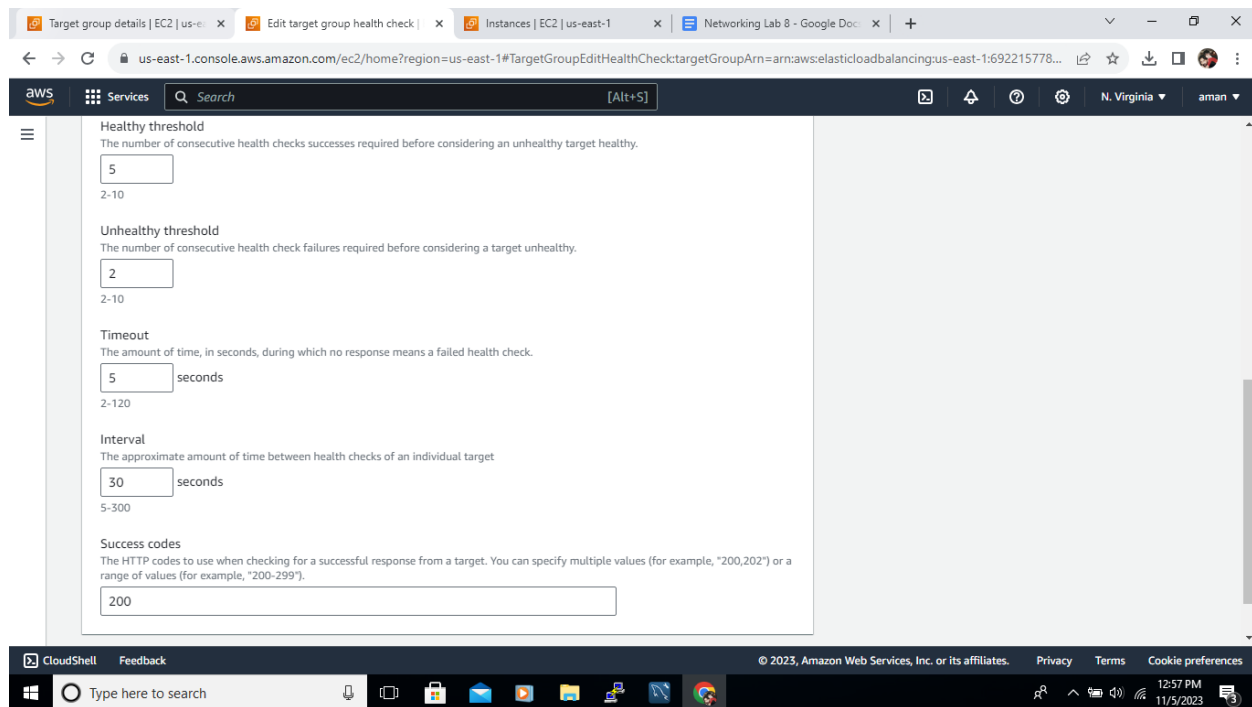 Target group details | EC2 | us-e
Edit target group health check |
Instances | EC2 | us-east-1
Networking Lab 8 - Google Doc
us-east-1.console.aws.amazon.com/ec2/home?region=us-east-1#TargetGroupEditHealthCheck:targetGroupArn=arn:aws:elasticloadbalancing:us-east-1:692215778...
aws
Services
Search
[Alt+S]
N. Virginia
aman
Healthy threshold
The number of consecutive health checks successes required before considering an unhealthy target healthy.
5
2-10
Unhealthy threshold
The number of consecutive health check failures required before considering a target unhealthy.
2
2-10
Timeout
The amount of time, in seconds, during which no response means a failed health check.
5 seconds
2-120
Interval
The approximate amount of time between health checks of an individual target
30 seconds
5-300
Success codes
The HTTP codes to use when checking for a successful response from a target. You can specify multiple values (for example, "200,202") or a
range of values (for example, "200-299").
200
CloudShell
Feedback
© 2023, Amazon Web Services, Inc. or its affiliates.
Privacy
Terms
Cookie preferences
Type here to search
12:57 PM
11/5/2023
3